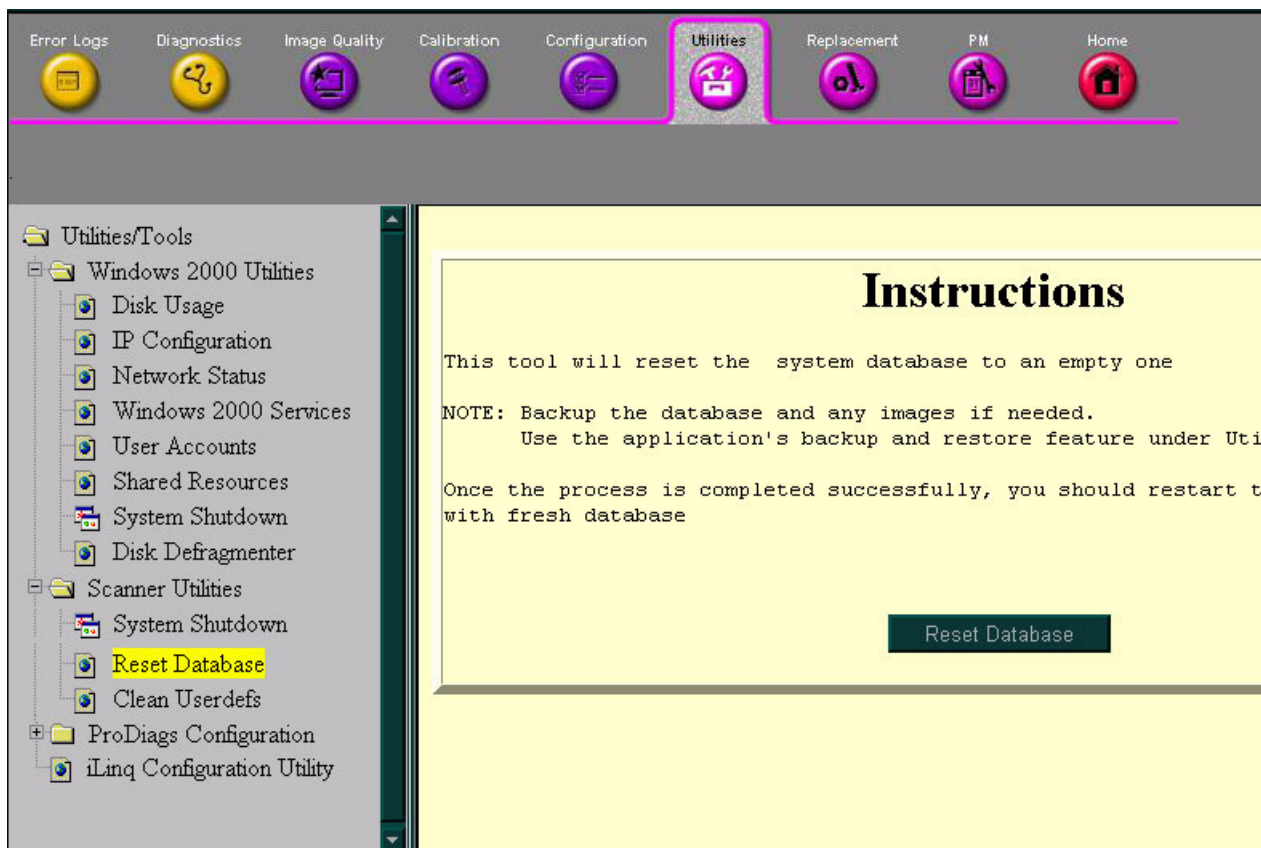 Error Logs
Diagnostics
Image Quality
Calibration
Configuration
Utilities
Replacement
PM
Home
Utilities/Tools
Windows 2000 Utilities
Disk Usage
IP Configuration
Network Status
Windows 2000 Services
User Accounts
Shared Resources
System Shutdown
Disk Defragmenter
Scanner Utilities
System Shutdown
Reset Database
Clean Userdefs
ProDiags Configuration
iLinq Configuration Utility
Instructions
This tool will reset the system database to an empty one
NOTE: Backup the database and any images if needed.
Use the application's backup and restore feature under Uti
Once the process is completed successfully, you should restart t
with fresh database
Reset Database